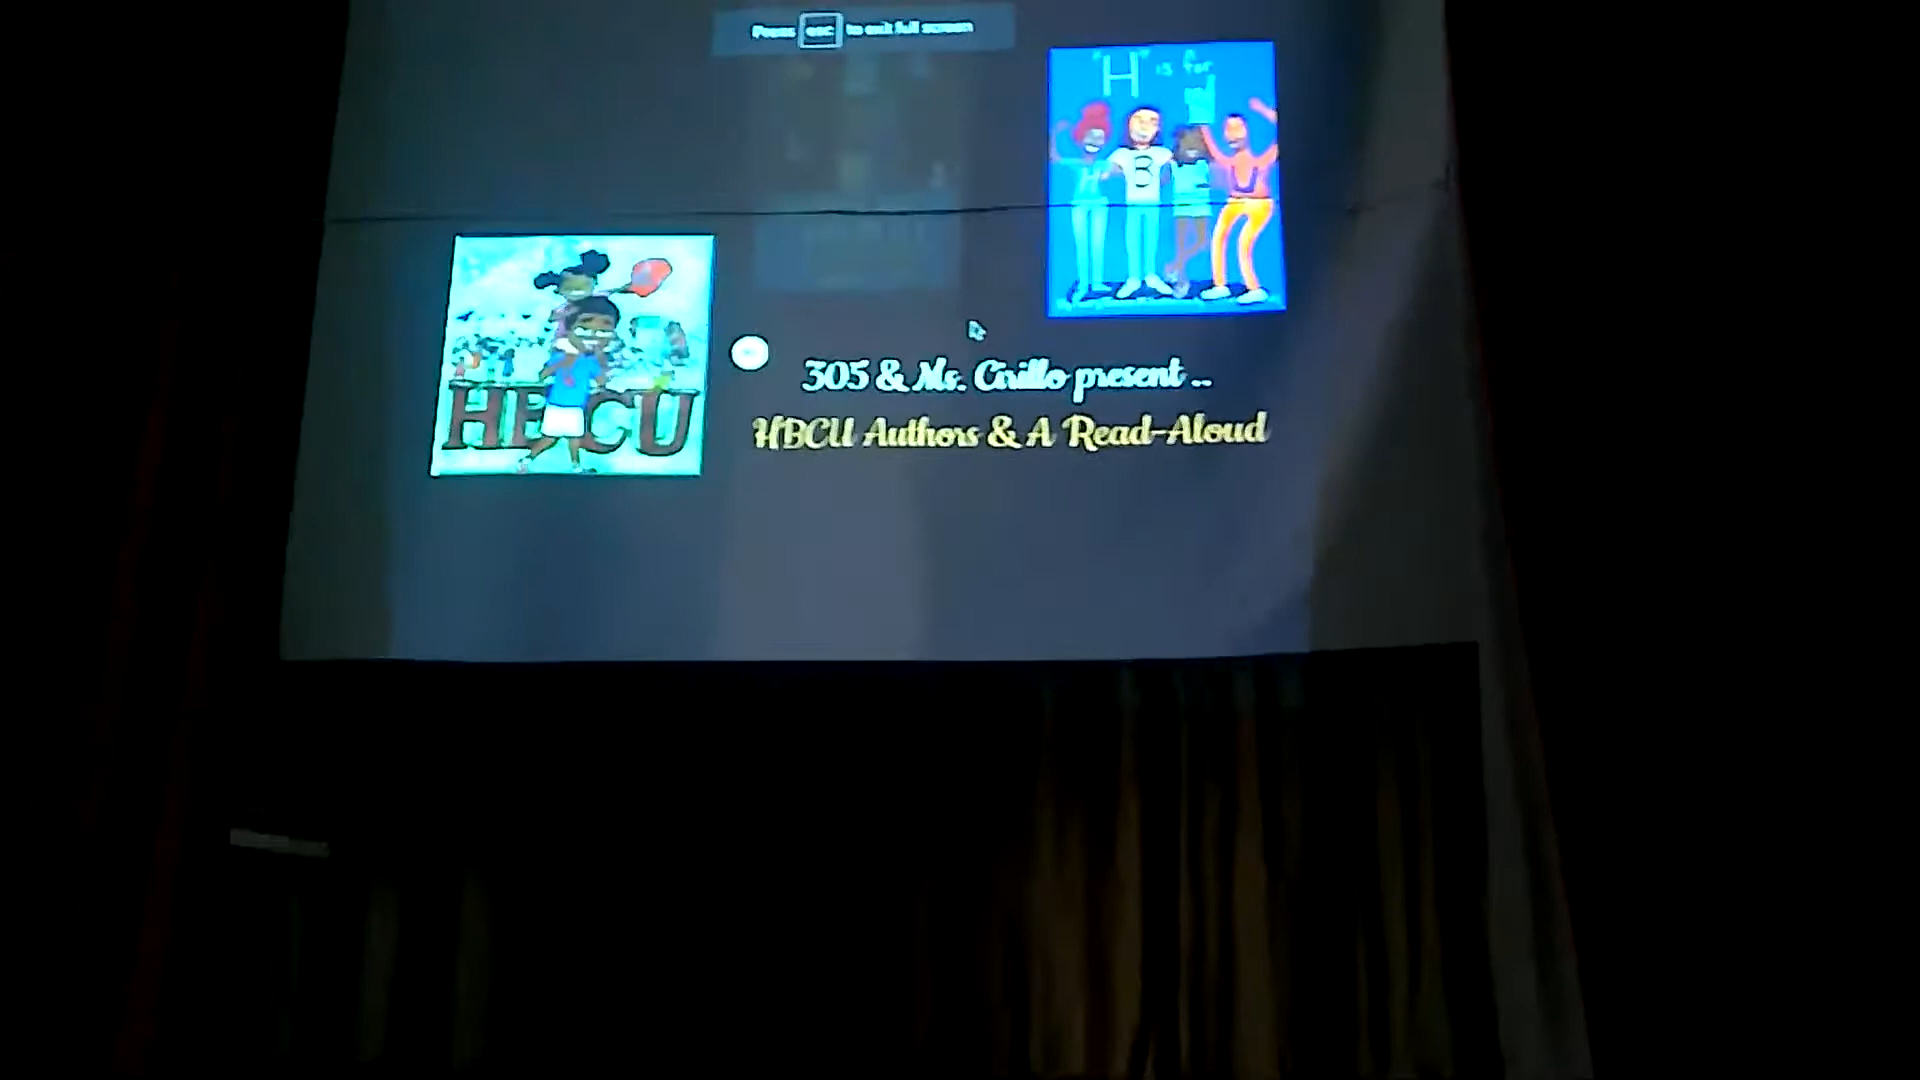 Press esc to exit full screen
"H" is for
H B U
305 & Ms. Cirillo present ..
HBCU Authors & A Read-Aloud
HBCU